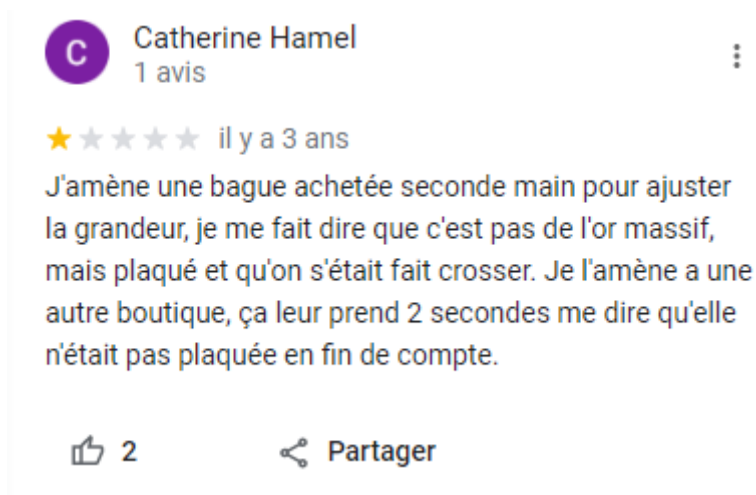 C
Catherine Hamel
1 avis
il y a 3 ans
J'amène une bague achetée seconde main pour ajuster
la grandeur, je me fait dire que c'est pas de l'or massif,
mais plaqué et qu'on s'était fait crosser. Je l'amène a une
autre boutique, ça leur prend 2 secondes me dire qu'elle
n'était pas plaquée en fin de compte.
2 Partager